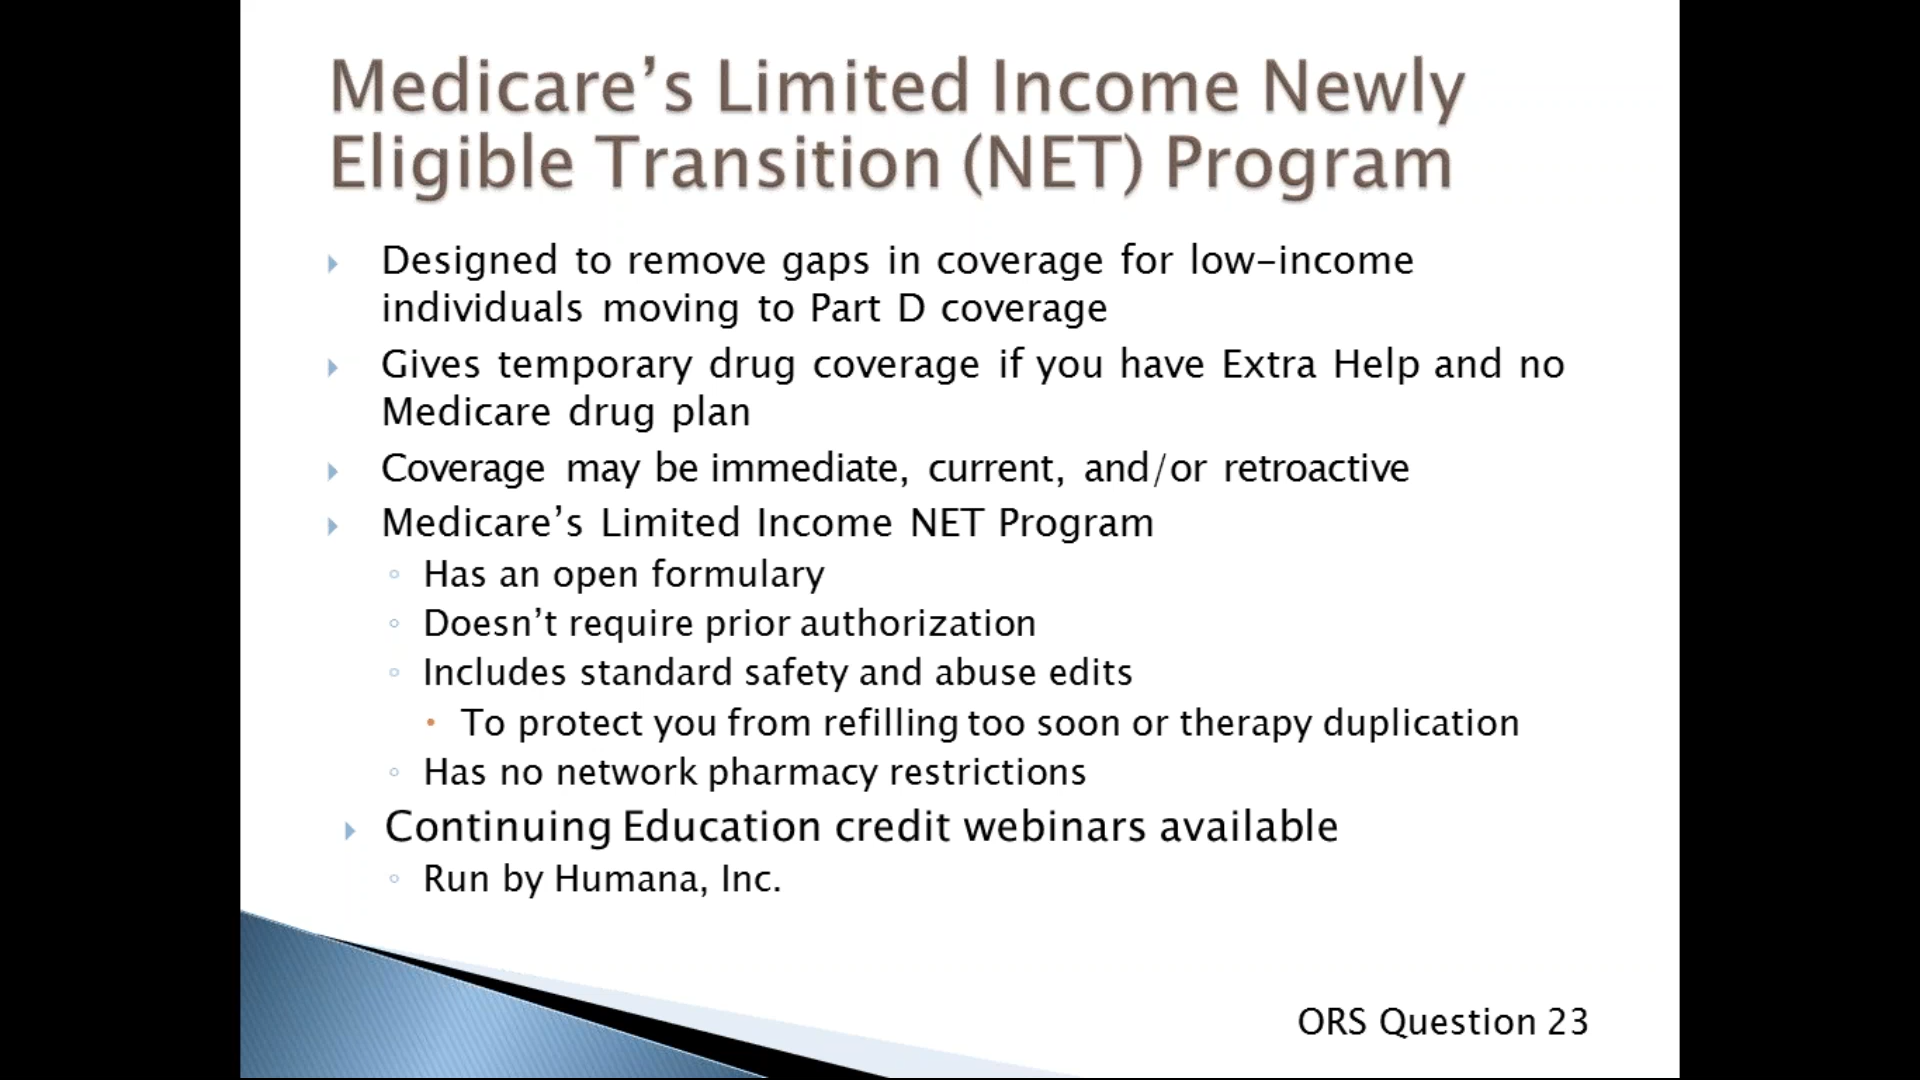 Medicare’s Limited Income Newly
Eligible Transition (NET) Program
Designed to remove gaps in coverage for low-income
individuals moving to Part D coverage
Gives temporary drug coverage if you have Extra Help and no
Medicare drug plan
Coverage may be immediate, current, and/or retroactive
Medicare’s Limited Income NET Program
Has an open formulary
Doesn’t require prior authorization
Includes standard safety and abuse edits
To protect you from refilling too soon or therapy duplication
Has no network pharmacy restrictions
Continuing Education credit webinars available
Run by Humana, Inc.
ORS Question 23